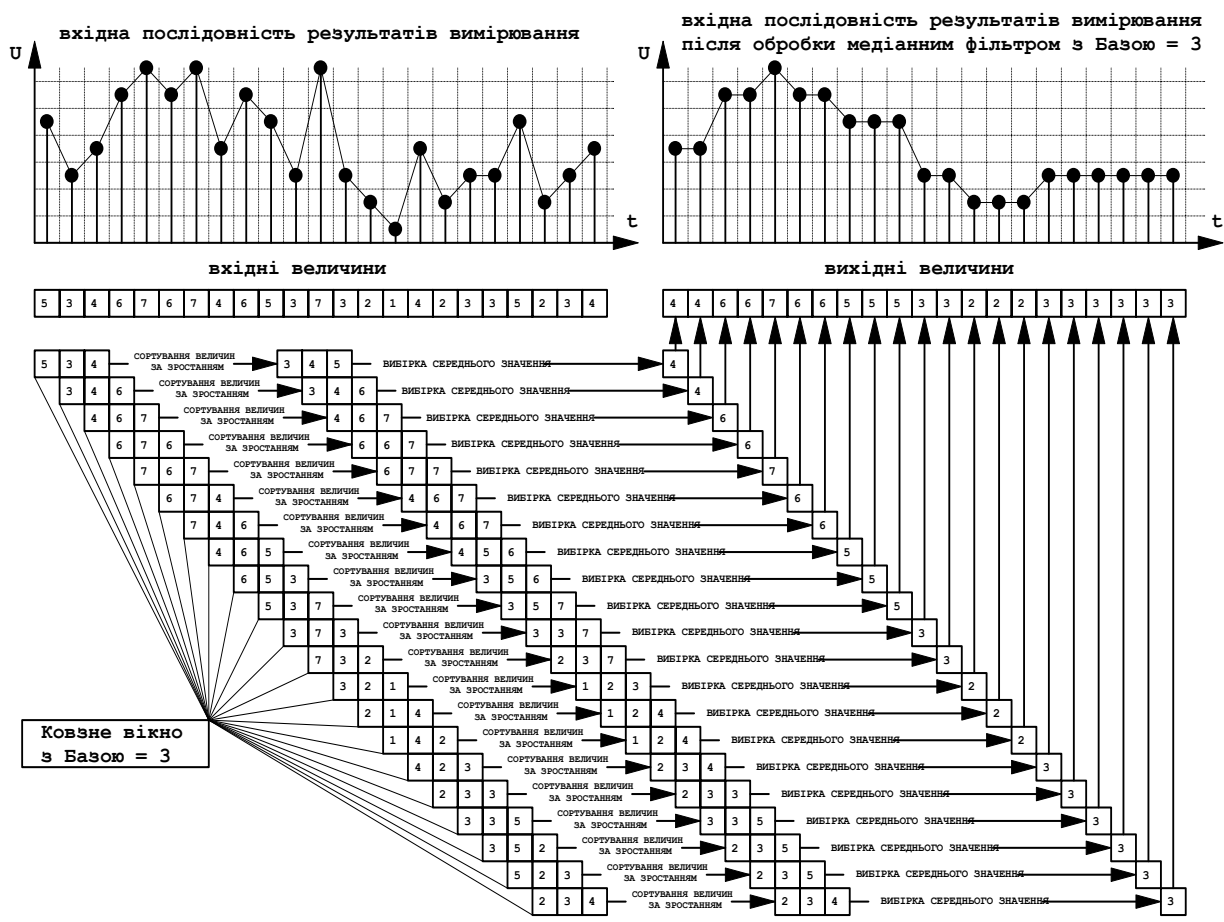 вхідна послідовність результатів вимірювання
U
t
вхідна послідовність результатів вимірювання
після обробки медіанним фільтром з Базою = 3
U
t
вхідні величини
5 3 4 6 7 6 7 4 6 5 3 7 3 2 1 4 2 3 3 5 2 3 4
вихідні величини
4 4 6 6 7 6 6 5 5 5 3 3 2 2 2 3 3 3 3 3 3
5 3 4
СОРТУВАННЯ ВЕЛИЧИН
ЗА ЗРОСТАННЯМ
3 4 5
ВИБІРКА СЕРЕДНЬОГО ЗНАЧЕННЯ
4
3 4 6
СОРТУВАННЯ ВЕЛИЧИН
ЗА ЗРОСТАННЯМ
3 4 6
ВИБІРКА СЕРЕДНЬОГО ЗНАЧЕННЯ
4
4 6 7
СОРТУВАННЯ ВЕЛИЧИН
ЗА ЗРОСТАННЯМ
4 6 7
ВИБІРКА СЕРЕДНЬОГО ЗНАЧЕННЯ
6
6 7 6
СОРТУВАННЯ ВЕЛИЧИН
ЗА ЗРОСТАННЯМ
6 6 7
ВИБІРКА СЕРЕДНЬОГО ЗНАЧЕННЯ
6
7 6 7
СОРТУВАННЯ ВЕЛИЧИН
ЗА ЗРОСТАННЯМ
6 7 7
ВИБІРКА СЕРЕДНЬОГО ЗНАЧЕННЯ
7
6 7 4
СОРТУВАННЯ ВЕЛИЧИН
ЗА ЗРОСТАННЯМ
4 6 7
ВИБІРКА СЕРЕДНЬОГО ЗНАЧЕННЯ
6
7 4 6
СОРТУВАННЯ ВЕЛИЧИН
ЗА ЗРОСТАННЯМ
4 6 7
ВИБІРКА СЕРЕДНЬОГО ЗНАЧЕННЯ
6
4 6 5
СОРТУВАННЯ ВЕЛИЧИН
ЗА ЗРОСТАННЯМ
4 5 6
ВИБІРКА СЕРЕДНЬОГО ЗНАЧЕННЯ
5
6 5 3
СОРТУВАННЯ ВЕЛИЧИН
ЗА ЗРОСТАННЯМ
3 5 6
ВИБІРКА СЕРЕДНЬОГО ЗНАЧЕННЯ
5
5 3 7
СОРТУВАННЯ ВЕЛИЧИН
ЗА ЗРОСТАННЯМ
3 5 7
ВИБІРКА СЕРЕДНЬОГО ЗНАЧЕННЯ
5
3 7 3
СОРТУВАННЯ ВЕЛИЧИН
ЗА ЗРОСТАННЯМ
3 3 7
ВИБІРКА СЕРЕДНЬОГО ЗНАЧЕННЯ
3
7 3 2
СОРТУВАННЯ ВЕЛИЧИН
ЗА ЗРОСТАННЯМ
2 3 7
ВИБІРКА СЕРЕДНЬОГО ЗНАЧЕННЯ
3
3 2 1
СОРТУВАННЯ ВЕЛИЧИН
ЗА ЗРОСТАННЯМ
1 2 3
ВИБІРКА СЕРЕДНЬОГО ЗНАЧЕННЯ
2
2 1 4
СОРТУВАННЯ ВЕЛИЧИН
ЗА ЗРОСТАННЯМ
1 2 4
ВИБІРКА СЕРЕДНЬОГО ЗНАЧЕННЯ
2
Ковзне вікно
з Базою = 3
1 4 2
СОРТУВАННЯ ВЕЛИЧИН
ЗА ЗРОСТАННЯМ
1 2 4
ВИБІРКА СЕРЕДНЬОГО ЗНАЧЕННЯ
2
4 2 3
СОРТУВАННЯ ВЕЛИЧИН
ЗА ЗРОСТАННЯМ
2 3 4
ВИБІРКА СЕРЕДНЬОГО ЗНАЧЕННЯ
3
2 3 3
СОРТУВАННЯ ВЕЛИЧИН
ЗА ЗРОСТАННЯМ
2 3 3
ВИБІРКА СЕРЕДНЬОГО ЗНАЧЕННЯ
3
3 3 5
СОРТУВАННЯ ВЕЛИЧИН
ЗА ЗРОСТАННЯМ
3 3 5
ВИБІРКА СЕРЕДНЬОГО ЗНАЧЕННЯ
3
3 5 2
СОРТУВАННЯ ВЕЛИЧИН
ЗА ЗРОСТАННЯМ
2 3 5
ВИБІРКА СЕРЕДНЬОГО ЗНАЧЕННЯ
3
5 2 3
СОРТУВАННЯ ВЕЛИЧИН
ЗА ЗРОСТАННЯМ
2 3 5
ВИБІРКА СЕРЕДНЬОГО ЗНАЧЕННЯ
3
2 3 4
СОРТУВАННЯ ВЕЛИЧИН
ЗА ЗРОСТАННЯМ
2 3 4
ВИБІРКА СЕРЕДНЬОГО ЗНАЧЕННЯ
3